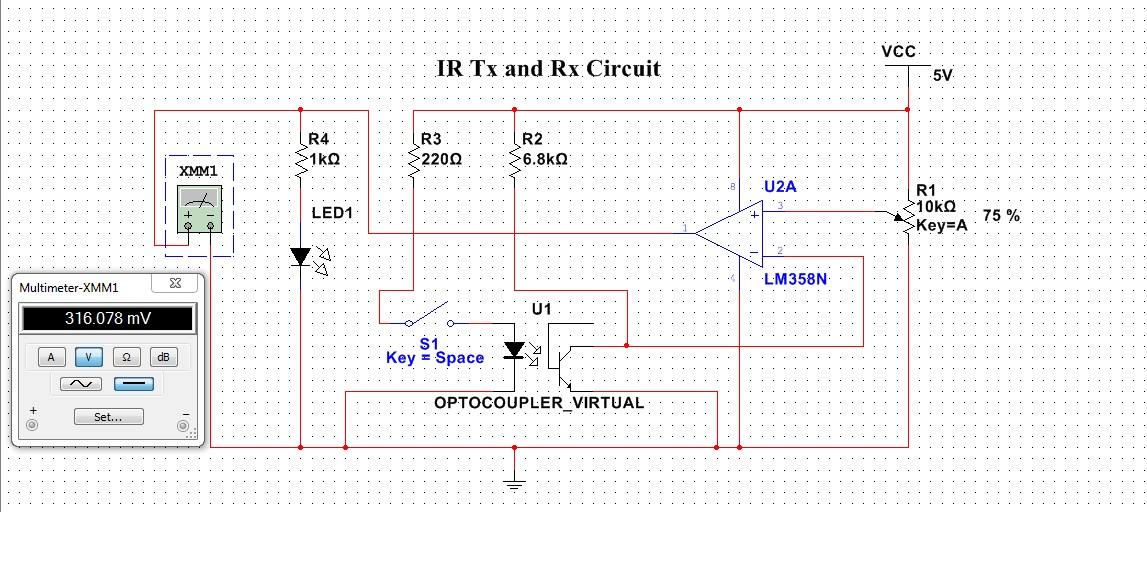 IR Tx and Rx Circuit
VCC
5V
R4
1kΩ
R3
220Ω
R2
6.8kΩ
XMM1
+ −
LED1
U2A
8
3
+
1
2
−
4
LM358N
R1
10kΩ
Key=A
75 %
Multimeter-XMM1
316.078 mV
A V Ω dB
+ −
Set...
S1
Key = Space
U1
OPTOCOUPLER_VIRTUAL